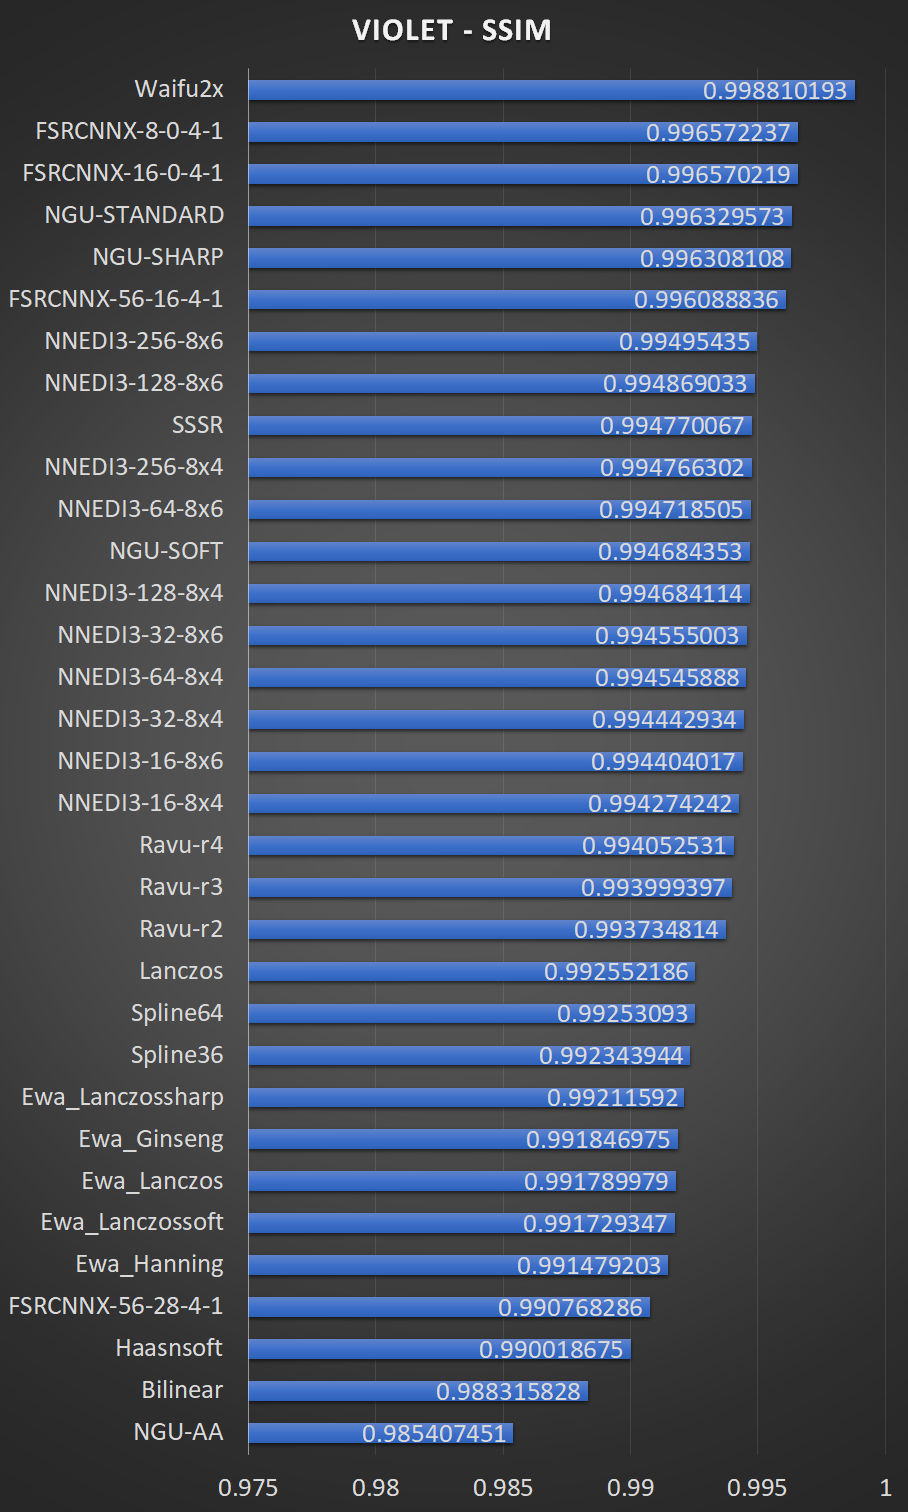 VIOLET - SSIM
Waifu2x 0.998810193
FSRCNNX-8-0-4-1 0.996572237
FSRCNNX-16-0-4-1 0.996570219
NGU-STANDARD 0.996329573
NGU-SHARP 0.996308108
FSRCNNX-56-16-4-1 0.996088836
NNEDI3-256-8x6 0.99495435
NNEDI3-128-8x6 0.994869033
SSSR 0.994770067
NNEDI3-256-8x4 0.994766302
NNEDI3-64-8x6 0.994718505
NGU-SOFT 0.994684353
NNEDI3-128-8x4 0.994684114
NNEDI3-32-8x6 0.994555003
NNEDI3-64-8x4 0.994545888
NNEDI3-32-8x4 0.994442934
NNEDI3-16-8x6 0.994404017
NNEDI3-16-8x4 0.994274242
Ravu-r4 0.994052531
Ravu-r3 0.993999397
Ravu-r2 0.993734814
Lanczos 0.992552186
Spline64 0.99253093
Spline36 0.992343944
Ewa_Lanczossharp 0.99211592
Ewa_Ginseng 0.991846975
Ewa_Lanczos 0.991789979
Ewa_Lanczossoft 0.991729347
Ewa_Hanning 0.991479203
FSRCNNX-56-28-4-1 0.990768286
Haasnsoft 0.990018675
Bilinear 0.988315828
NGU-AA 0.985407451
0.975 0.98 0.985 0.99 0.995 1